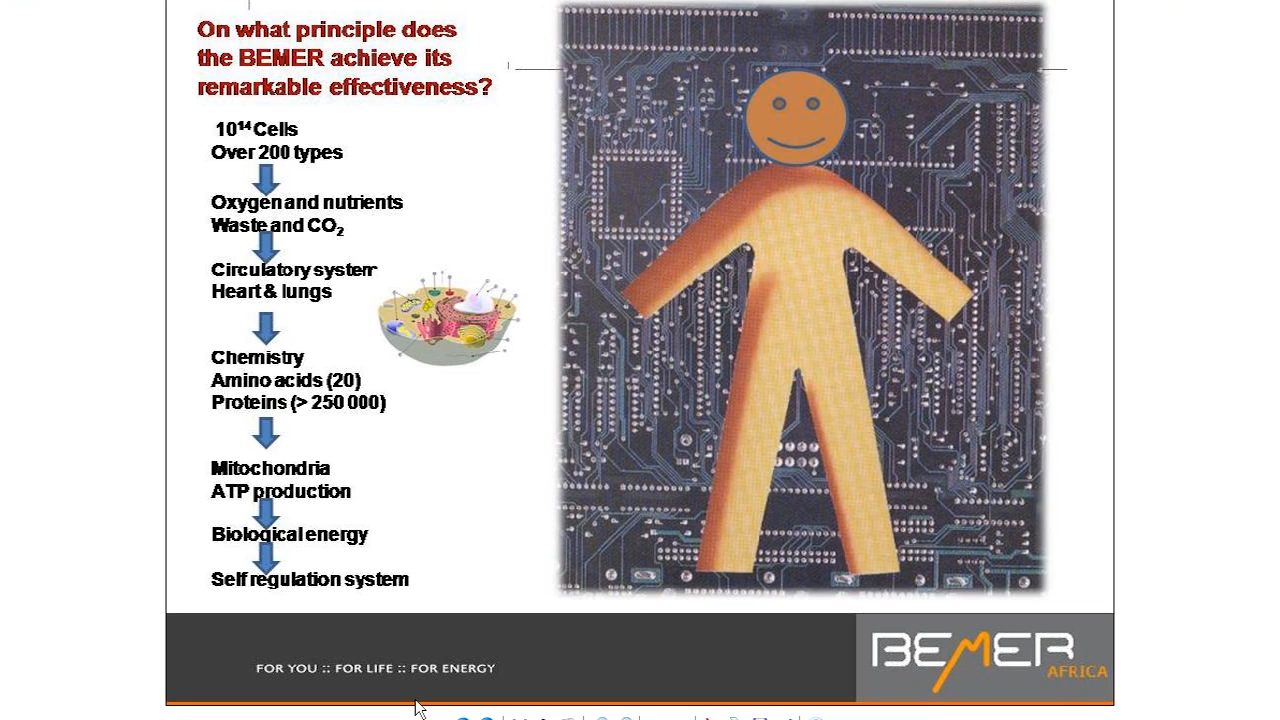 On what principle does
the BEMER achieve its
remarkable effectiveness?
10¹⁴ Cells
Over 200 types
Oxygen and nutrients
Waste and CO₂
Circulatory system
Heart & lungs
Chemistry
Amino acids (20)
Proteins (> 250 000)
Mitochondria
ATP production
Biological energy
Self regulation system
FOR YOU :: FOR LIFE :: FOR ENERGY
BEMER
AFRICA